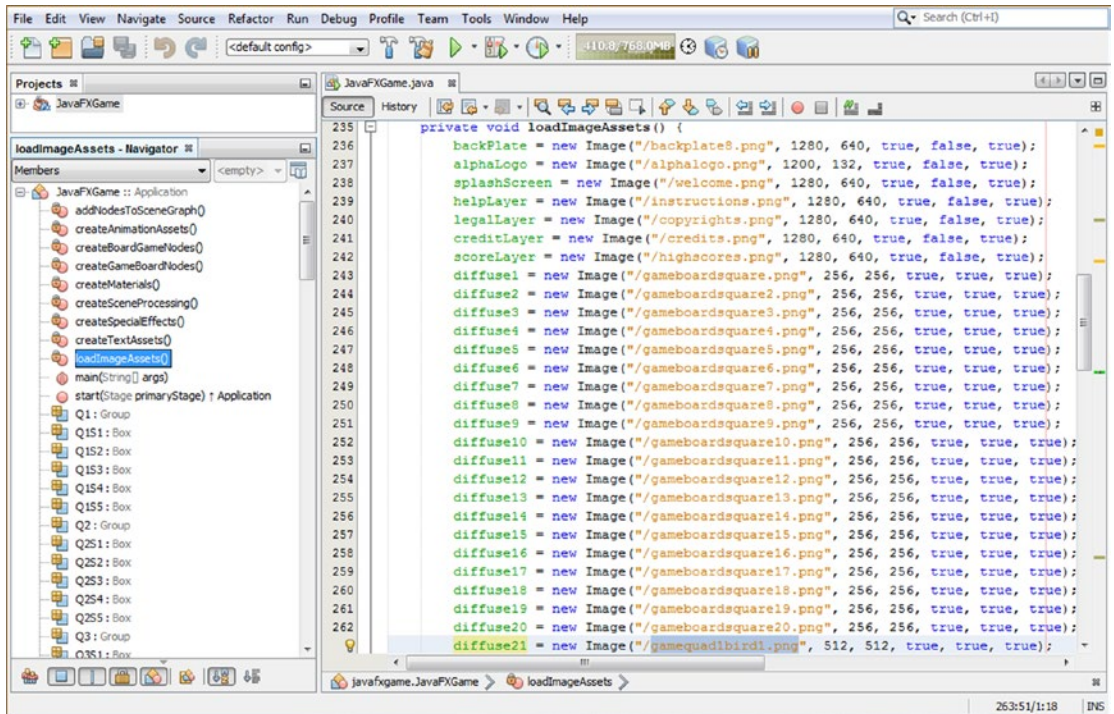 File Edit View Navigate Source Refactor Run Debug Profile Team Tools Window Help
Search (Ctrl+I)
<default config>
410.8/768.0MB
Projects
JavaFXGame
loadImageAssets - Navigator
Members
<empty>
JavaFXGame :: Application
addNodesToSceneGraph()
createAnimationAssets()
createBoardGameNodes()
createGameBoardNodes()
createMaterials()
createSceneProcessing()
createSpecialEffects()
createTextAssets()
loadImageAssets()
main(String[] args)
start(Stage primaryStage) ↑ Application
Q1 : Group
Q1S1 : Box
Q1S2 : Box
Q1S3 : Box
Q1S4 : Box
Q1S5 : Box
Q2 : Group
Q2S1 : Box
Q2S2 : Box
Q2S3 : Box
Q2S4 : Box
Q2S5 : Box
Q3 : Group
Q3S1 : Box
JavaFXGame.java
Source History
235 private void loadImageAssets() {
236 backPlate = new Image("/backplate8.png", 1280, 640, true, false, true);
237 alphaLogo = new Image("/alphalogo.png", 1200, 132, true, false, true);
238 splashScreen = new Image("/welcome.png", 1280, 640, true, false, true);
239 helpLayer = new Image("/instructions.png", 1280, 640, true, false, true);
240 legalLayer = new Image("/copyrights.png", 1280, 640, true, false, true);
241 creditLayer = new Image("/credits.png", 1280, 640, true, false, true);
242 scoreLayer = new Image("/highscores.png", 1280, 640, true, false, true);
243 diffuse1 = new Image("/gameboardsquare.png", 256, 256, true, true, true);
244 diffuse2 = new Image("/gameboardsquare2.png", 256, 256, true, true, true);
245 diffuse3 = new Image("/gameboardsquare3.png", 256, 256, true, true, true);
246 diffuse4 = new Image("/gameboardsquare4.png", 256, 256, true, true, true);
247 diffuse5 = new Image("/gameboardsquare5.png", 256, 256, true, true, true);
248 diffuse6 = new Image("/gameboardsquare6.png", 256, 256, true, true, true);
249 diffuse7 = new Image("/gameboardsquare7.png", 256, 256, true, true, true);
250 diffuse8 = new Image("/gameboardsquare8.png", 256, 256, true, true, true);
251 diffuse9 = new Image("/gameboardsquare9.png", 256, 256, true, true, true);
252 diffuse10 = new Image("/gameboardsquare10.png", 256, 256, true, true, true);
253 diffuse11 = new Image("/gameboardsquare11.png", 256, 256, true, true, true);
254 diffuse12 = new Image("/gameboardsquare12.png", 256, 256, true, true, true);
255 diffuse13 = new Image("/gameboardsquare13.png", 256, 256, true, true, true);
256 diffuse14 = new Image("/gameboardsquare14.png", 256, 256, true, true, true);
257 diffuse15 = new Image("/gameboardsquare15.png", 256, 256, true, true, true);
258 diffuse16 = new Image("/gameboardsquare16.png", 256, 256, true, true, true);
259 diffuse17 = new Image("/gameboardsquare17.png", 256, 256, true, true, true);
260 diffuse18 = new Image("/gameboardsquare18.png", 256, 256, true, true, true);
261 diffuse19 = new Image("/gameboardsquare19.png", 256, 256, true, true, true);
262 diffuse20 = new Image("/gameboardsquare20.png", 256, 256, true, true, true);
diffuse21 = new Image("/gamequad1bird1.png", 512, 512, true, true, true);
javafxgame.JavaFXGame
loadImageAssets
263:51/1:18 INS